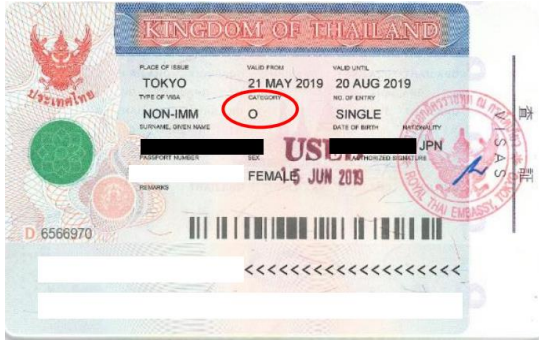 KINGDOM OF THAILAND
PLACE OF ISSUE VALID FROM VALID UNTIL
TOKYO 21 MAY 2019 20 AUG 2019
TYPE OF VISA CATEGORY NO. OF ENTRY
NON-IMM O SINGLE
SURNAME, GIVEN NAME DATE OF BIRTH NATIONALITY
JPN
PASSPORT NUMBER SEX AUTHORIZED SIGNATURE
FEMALE
15 JUN 2019
REMARKS
ประเทศไทย
D 6566970
<<<<<<<<<<<<<<<<<<<<
ROYAL THAI EMBASSY, TOKYO
査証
VISAS